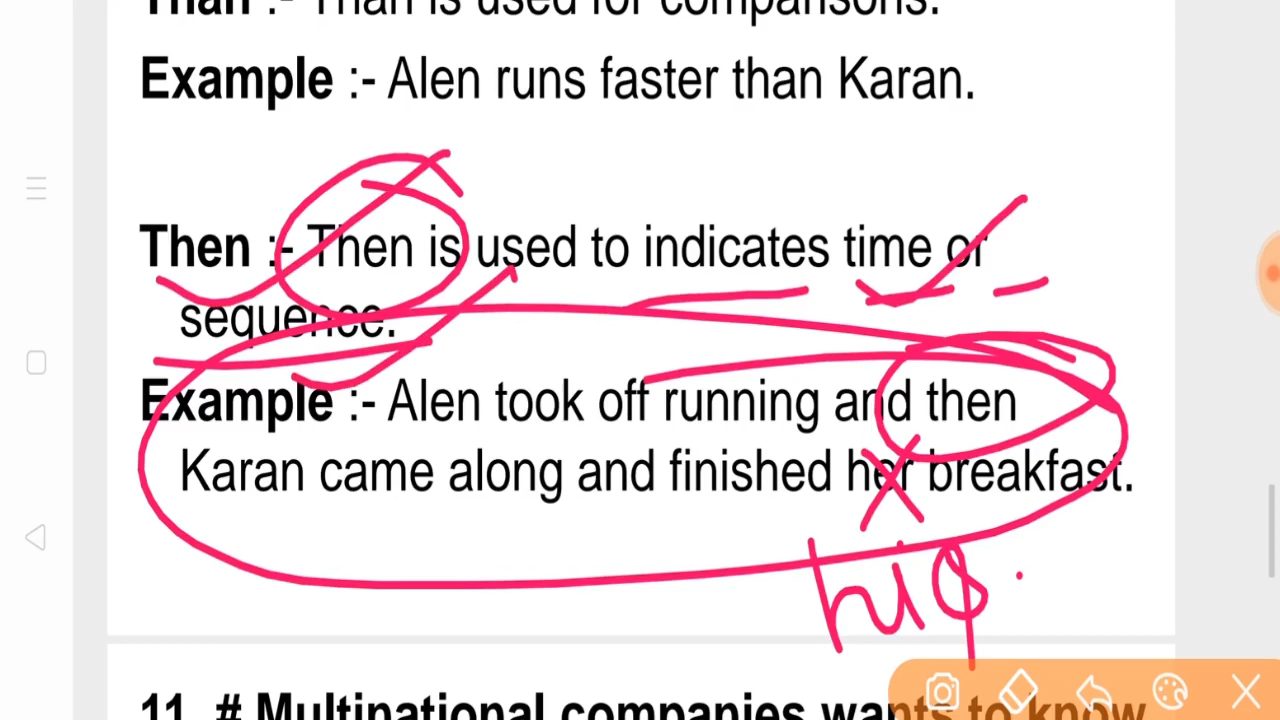 Than :- Than is used for comparisons.
Example :- Alen runs faster than Karan.
Then :- Then is used to indicates time or
sequence.
Example :- Alen took off running and then
Karan came along and finished her breakfast.
his
11. # Multinational companies wants to know